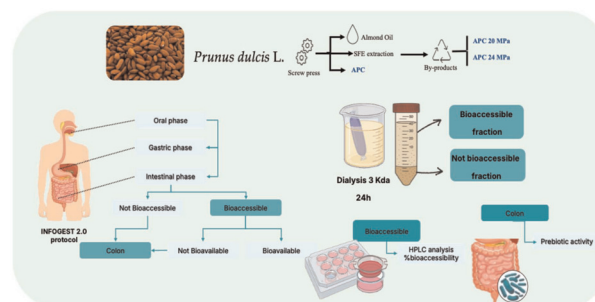 Prunus dulcis L.
Screw press
Almond Oil
SFE extraction
APC
By-products
APC 20 MPa
APC 24 MPa
Oral phase
Gastric phase
Intestinal phase
Not Bioaccessible
Bioaccessible
Colon
Not Bioavailable
Bioavailable
INFOGEST 2.0
protocol
Dialysis 3 Kda
24h
Bioaccessible
fraction
Not bioaccessible
fraction
Bioaccessible
HPLC analysis
%bioaccessibility
Colon
Prebiotic activity